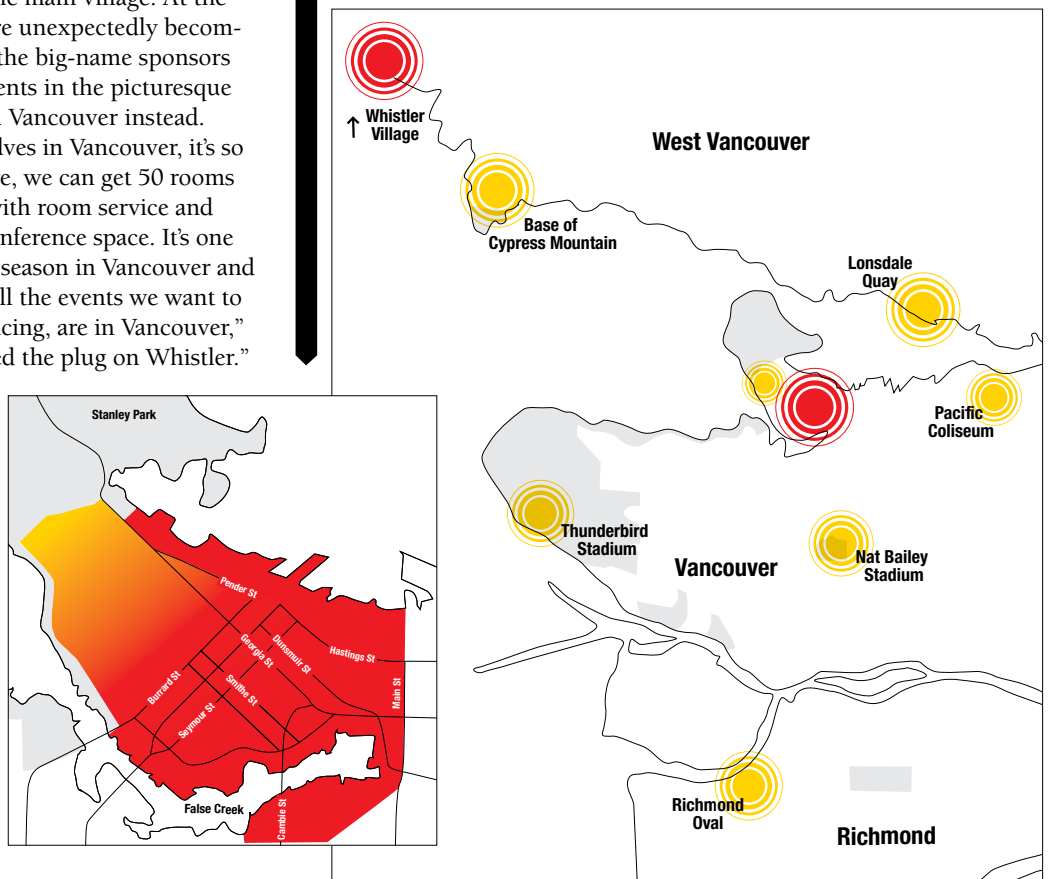 e main village. At the
re unexpectedly becom-
the big-name sponsors
ents in the picturesque
Vancouver instead.
lves in Vancouver, it's so
e, we can get 50 rooms
with room service and
nference space. It's one
season in Vancouver and
ll the events we want to
cing, are in Vancouver,"
ed the plug on Whistler."
↑ Whistler
Village
West Vancouver
Base of
Cypress Mountain
Lonsdale
Quay
Pacific
Coliseum
Thunderbird
Stadium
Vancouver
Nat Bailey
Stadium
Richmond
Oval
Richmond
Stanley Park
Pender St
Georgia St
Dunsmuir St
Hastings St
Burrard St
Smithe St
Seymour St
Main St
False Creek
Cambie St